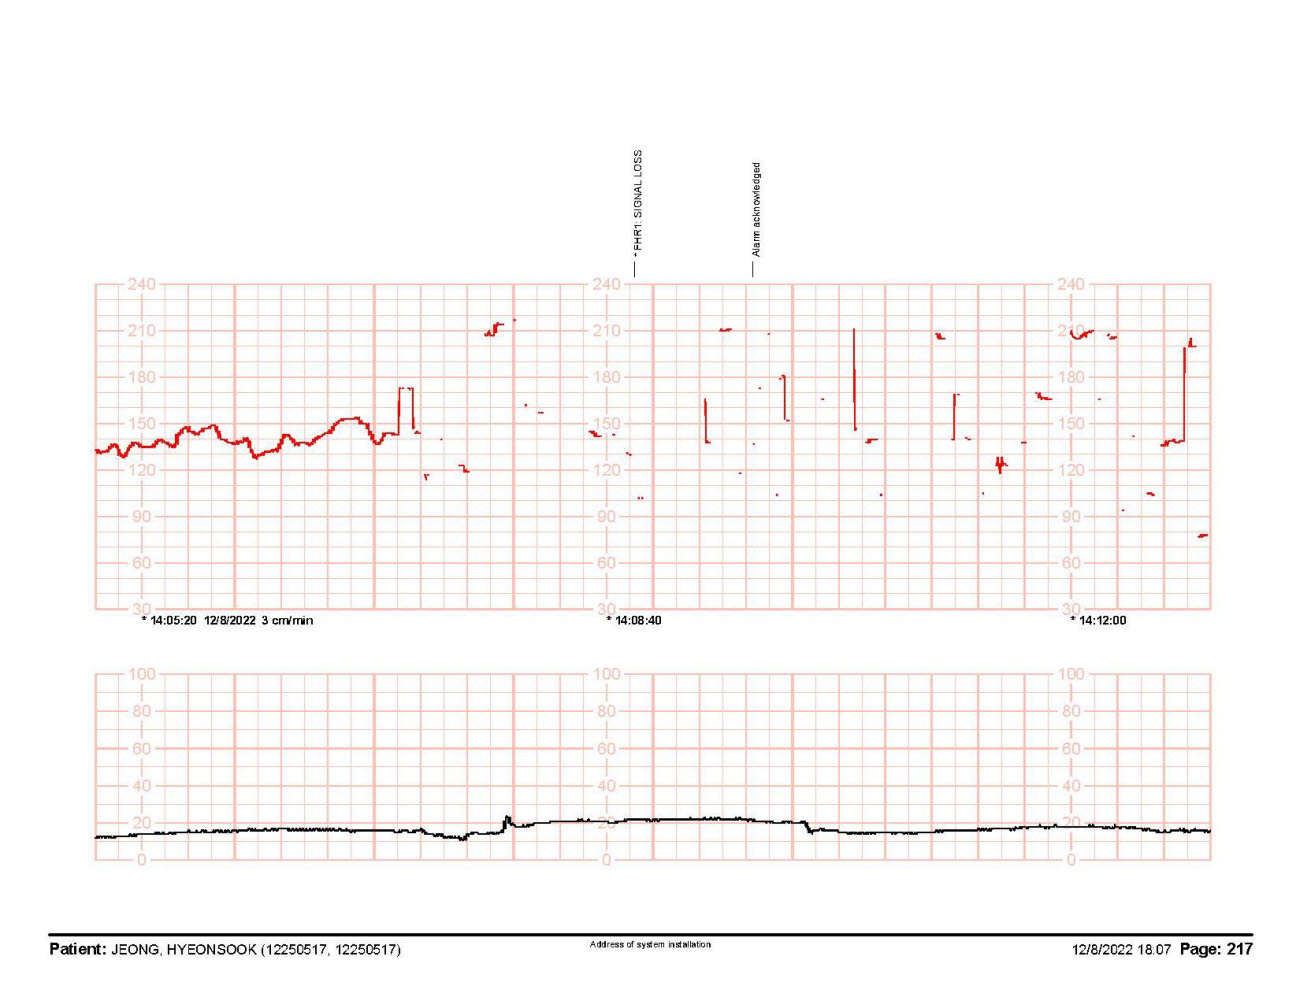 * FHR1: SIGNAL LOSS
Alarm acknowledged
240 240 240
210 210 210
180 180 180
150 150 150
120 120 120
90 90 90
60 60 60
30 30 30
* 14:05:20 12/8/2022 3 cm/min * 14:08:40 * 14:12:00
100 100 100
80 80 80
60 60 60
40 40 40
20 20 20
0 0 0
Patient: JEONG, HYEONSOOK (12250517, 12250517) Address of system installation 12/8/2022 18:07 Page: 217